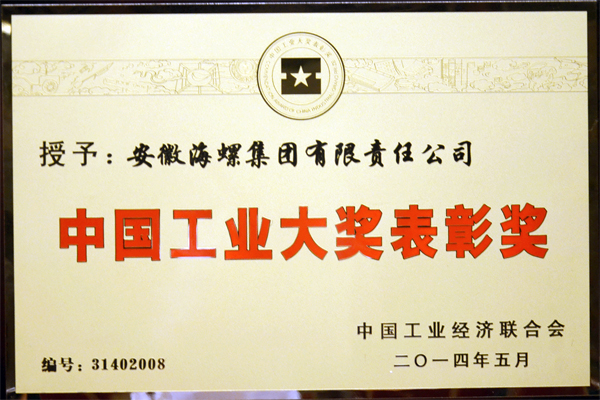 授予：安徽海螺集团有限责任公司
中国工业大奖表彰奖
中国工业经济联合会
编号：31402008
二〇一四年五月